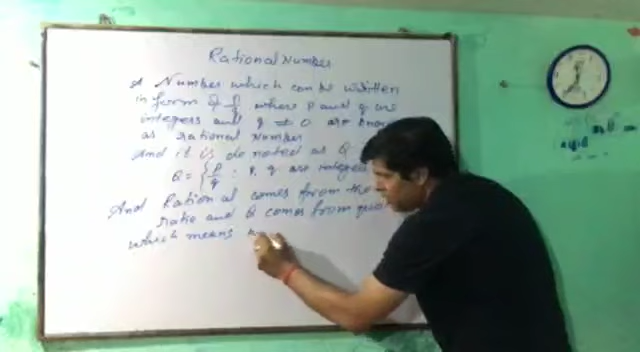 Rational Number
A Number which can be written
in form of p/q where p and q are
integers and q ≠ 0 are known
as rational Number
And it is denoted as Q
Q = { p/q : p, q are integers
And Rational comes from the
ratio and Q comes from
which means